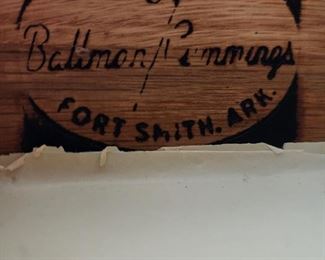 Ballman/Cummings
FORT SMITH. ARK.